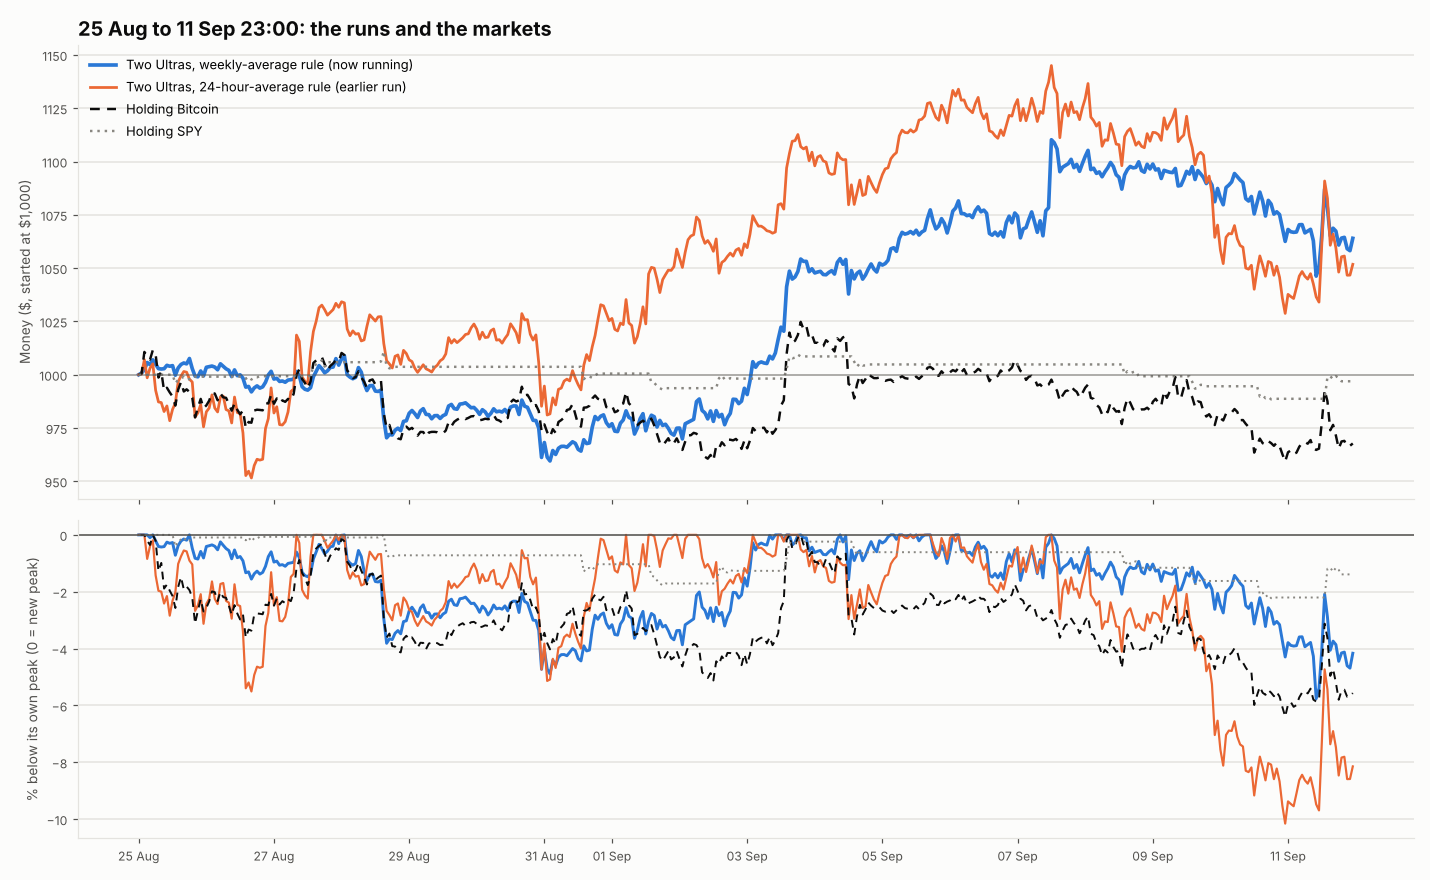 25 Aug to 11 Sep 23:00: the runs and the markets
Money ($, started at $1,000)
1150
1125
1100
1075
1050
1025
1000
975
950
Two Ultras, weekly-average rule (now running)
Two Ultras, 24-hour-average rule (earlier run)
Holding Bitcoin
Holding SPY
% below its own peak (0 = new peak)
0
−2
−4
−6
−8
−10
25 Aug
27 Aug
29 Aug
31 Aug
01 Sep
03 Sep
05 Sep
07 Sep
09 Sep
11 Sep